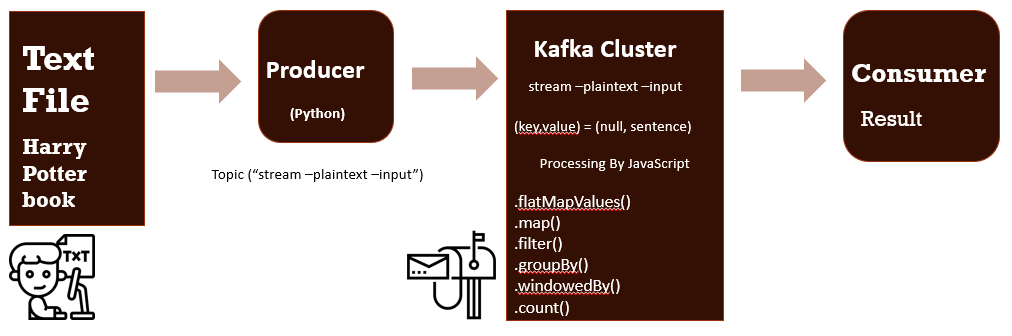 Text
File
Harry
Potter
book
TxT
Producer
(Python)
Topic (“stream –plaintext –input”)
Kafka Cluster
stream –plaintext –input
(key,value) = (null, sentence)
Processing By JavaScript
.flatMapValues()
.map()
.filter()
.groupBy()
.windowedBy()
.count()
Consumer
Result